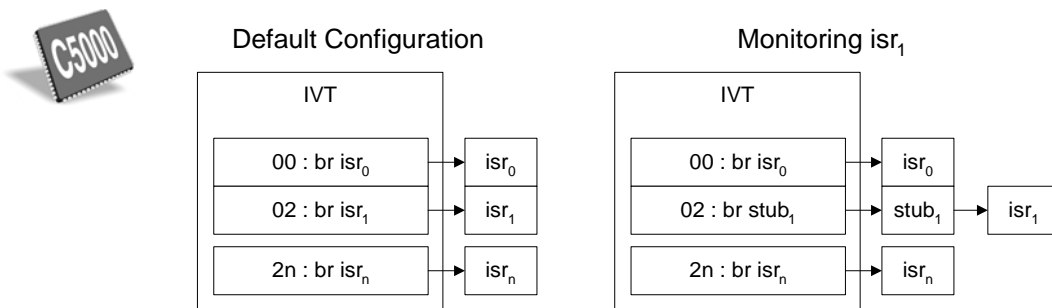 C5000
Default Configuration
IVT
00 : br isr0
isr0
02 : br isr1
isr1
2n : br isrn
isrn
Monitoring isr1
IVT
00 : br isr0
isr0
02 : br stub1
stub1
isr1
2n : br isrn
isrn